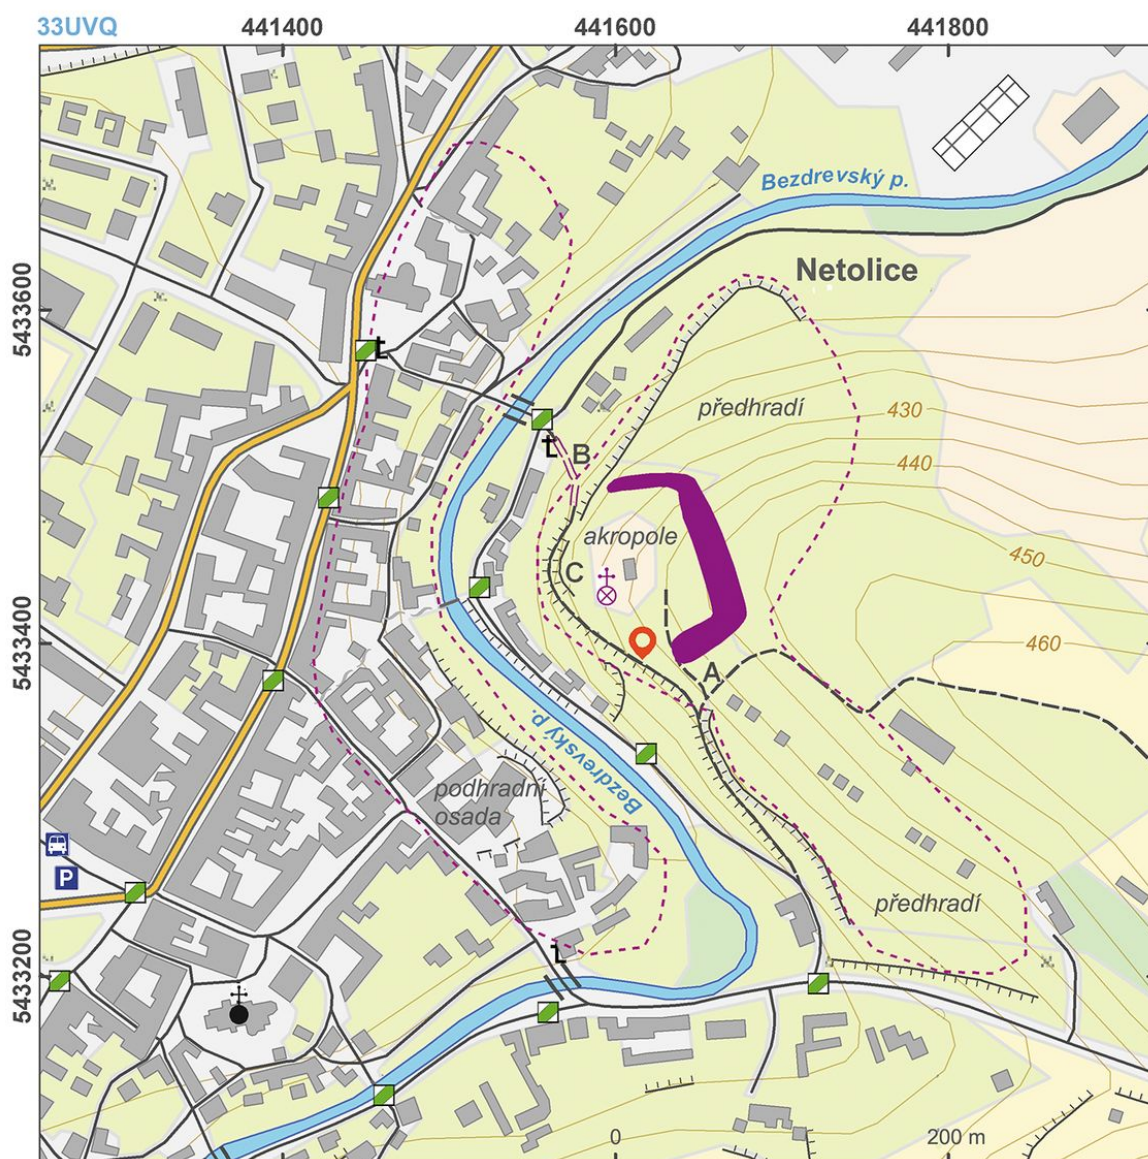 33UVQ
441400
441600
441800
Bezdrevský p.
Netolice
5433600
předhradí
430
B
440
akropole
450
C
5433400
460
A
Bezdrevský p.
podhradní
osada
P
předhradí
5433200
0
200 m